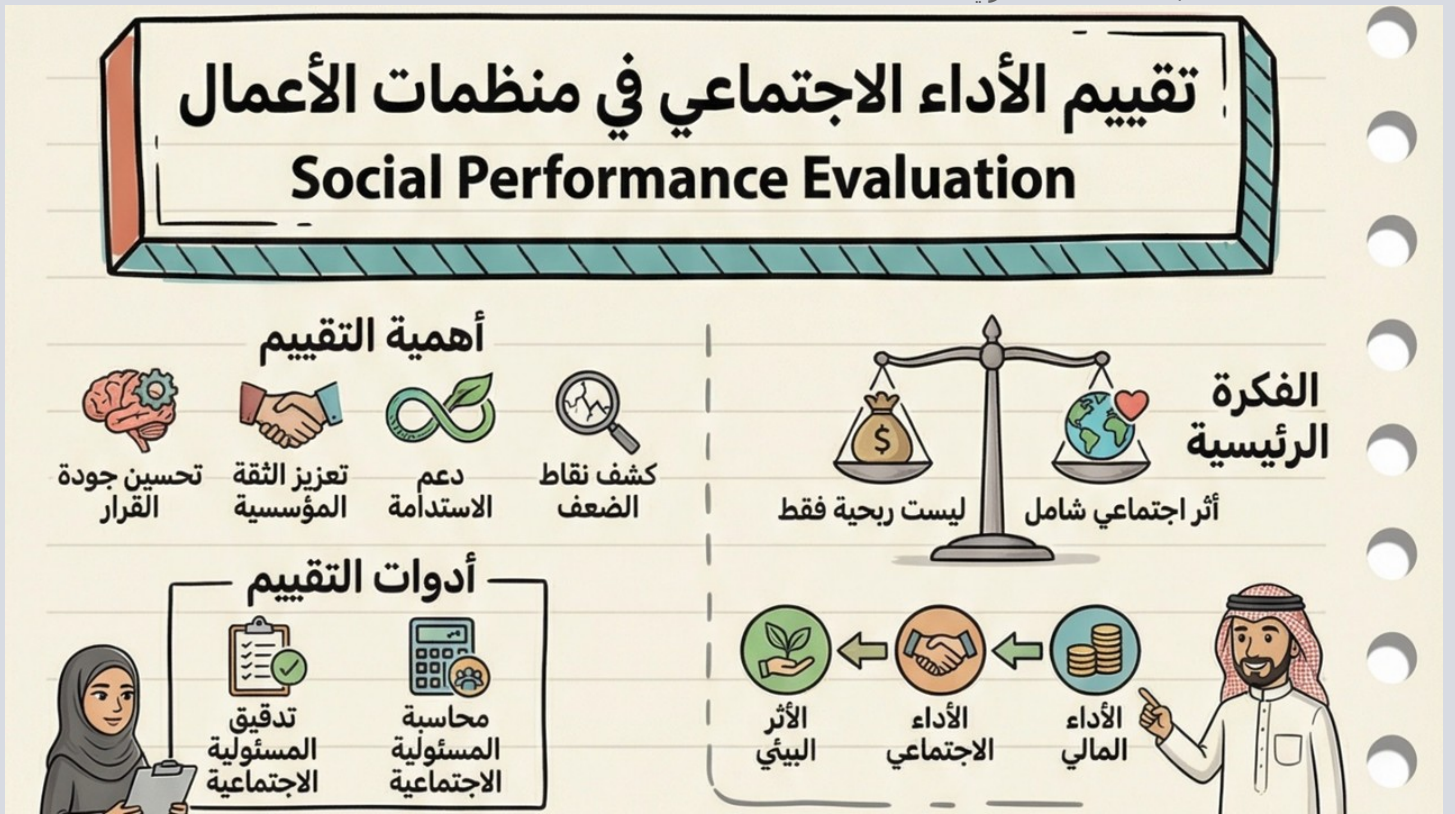 تقييم الأداء الاجتماعي في منظمات الأعمال
Social Performance Evaluation
الفكرة
الرئيسية
أثر اجتماعي شامل
ليست ربحية فقط
$
الأداء
المالي
الأداء
الاجتماعي
الأثر
البيئي
أهمية التقييم
كشف نقاط
الضعف
دعم
الاستدامة
تعزيز الثقة
المؤسسية
تحسين جودة
القرار
أدوات التقييم
محاسبة
المسئولية
الاجتماعية
تدقيق
المسئولية
الاجتماعية